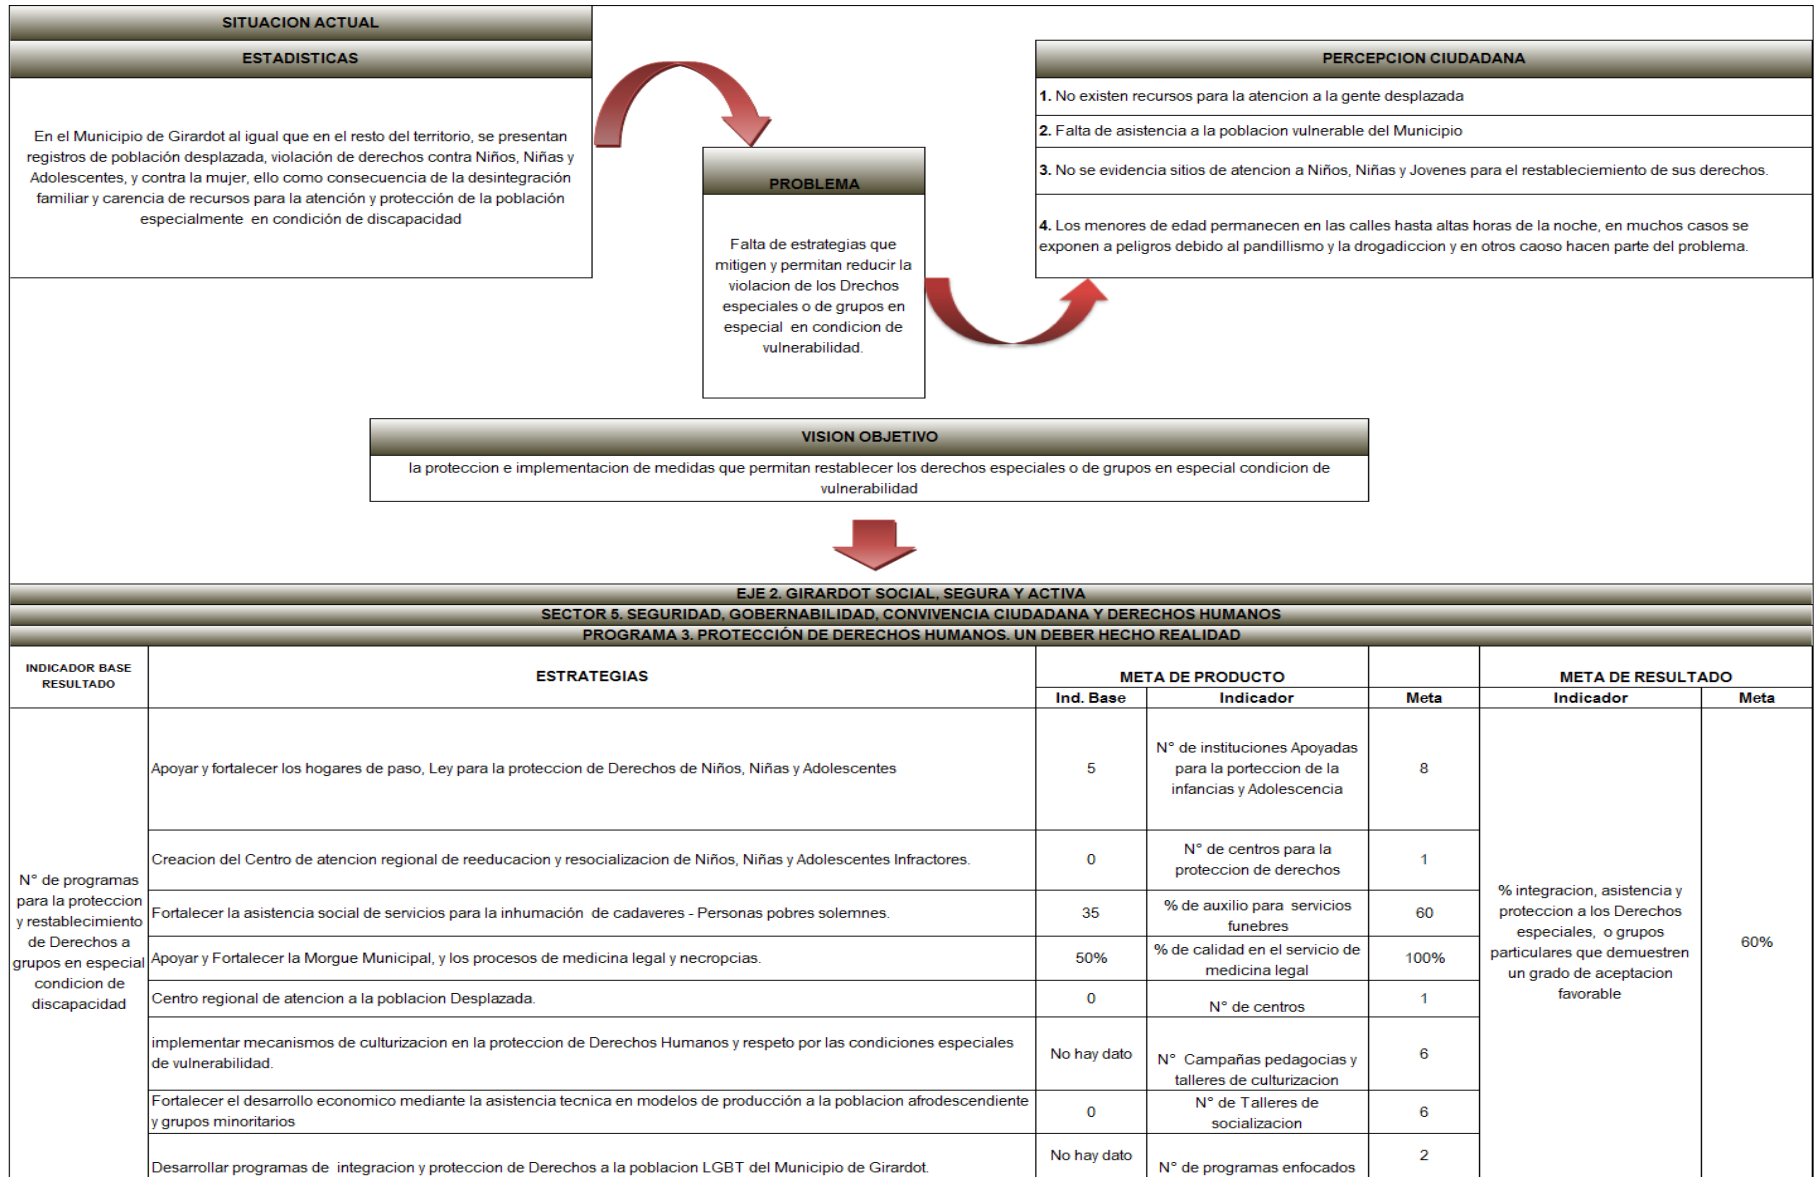 SITUACION ACTUAL
ESTADISTICAS
En el Municipio de Girardot al igual que en el resto del territorio, se presentan
registros de población desplazada, violación de derechos contra Niños, Niñas y
Adolescentes, y contra la mujer, ello como consecuencia de la desintegración
familiar y carencia de recursos para la atención y protección de la población
especialmente en condición de discapacidad
PROBLEMA
Falta de estrategias que
mitigen y permitan reducir la
violacion de los Drechos
especiales o de grupos en
especial en condicion de
vulnerabilidad.
PERCEPCION CIUDADANA
1. No existen recursos para la atencion a la gente desplazada
2. Falta de asistencia a la poblacion vulnerable del Municipio
3. No se evidencia sitios de atencion a Niños, Niñas y Jovenes para el restableciemiento de sus derechos.
4. Los menores de edad permanecen en las calles hasta altas horas de la noche, en muchos casos se
exponen a peligros debido al pandillismo y la drogadiccion y en otros caoso hacen parte del problema.
VISION OBJETIVO
la proteccion e implementacion de medidas que permitan restablecer los derechos especiales o de grupos en especial condicion de
vulnerabilidad
EJE 2. GIRARDOT SOCIAL, SEGURA Y ACTIVA
SECTOR 5. SEGURIDAD, GOBERNABILIDAD, CONVIVENCIA CIUDADANA Y DERECHOS HUMANOS
PROGRAMA 3. PROTECCIÓN DE DERECHOS HUMANOS. UN DEBER HECHO REALIDAD
INDICADOR BASE
RESULTADO
ESTRATEGIAS
META DE PRODUCTO
META DE RESULTADO
Ind. Base
Indicador
Meta
Indicador
Meta
N° de programas
para la proteccion
y restablecimiento
de Derechos a
grupos en especial
condicion de
discapacidad
Apoyar y fortalecer los hogares de paso, Ley para la proteccion de Derechos de Niños, Niñas y Adolescentes
5
N° de instituciones Apoyadas
para la porteccion de la
infancias y Adolescencia
8
Creacion del Centro de atencion regional de reeducacion y resocializacion de Niños, Niñas y Adolescentes Infractores.
0
N° de centros para la
proteccion de derechos
1
Fortalecer la asistencia social de servicios para la inhumación de cadaveres - Personas pobres solemnes.
35
% de auxilio para servicios
funebres
60
Apoyar y Fortalecer la Morgue Municipal, y los procesos de medicina legal y necropcias.
50%
% de calidad en el servicio de
medicina legal
100%
Centro regional de atencion a la poblacion Desplazada.
0
N° de centros
1
implementar mecanismos de culturizacion en la proteccion de Derechos Humanos y respeto por las condiciones especiales
de vulnerabilidad.
No hay dato
N° Campañas pedagocias y
talleres de culturizacion
6
Fortalecer el desarrollo economico mediante la asistencia tecnica en modelos de producción a la poblacion afrodescendiente
y grupos minoritarios
0
N° de Talleres de
socializacion
6
Desarrollar programas de integracion y proteccion de Derechos a la poblacion LGBT del Municipio de Girardot.
No hay dato
N° de programas enfocados
2
% integracion, asistencia y
proteccion a los Derechos
especiales, o grupos
particulares que demuestren
un grado de aceptacion
favorable
60%